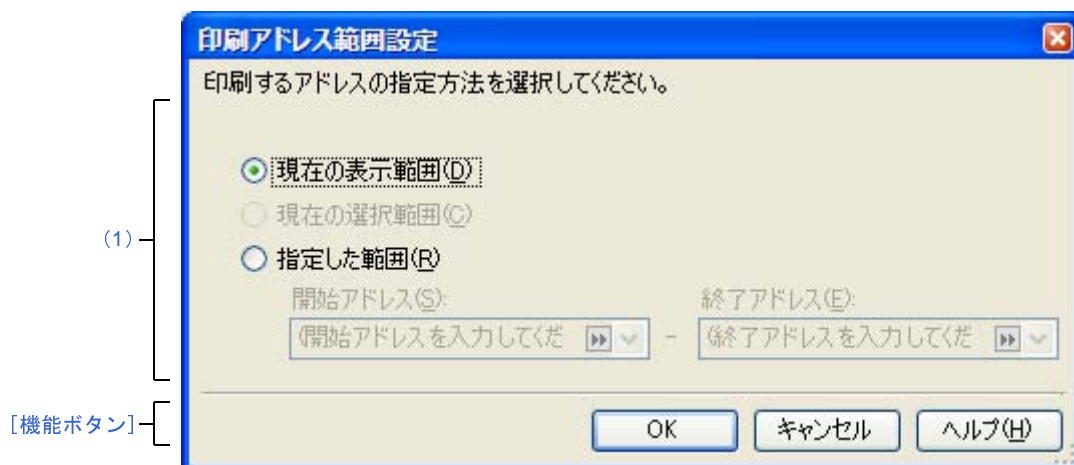 印刷アドレス範囲設定
印刷するアドレスの指定方法を選択してください。
現在の表示範囲(D)
現在の選択範囲(C)
(1)
指定した範囲(R)
開始アドレス(S): 終了アドレス(E):
(開始アドレスを入力してくだ - (終了アドレスを入力してくだ
[機能ボタン]
OK キャンセル ヘルプ(H)